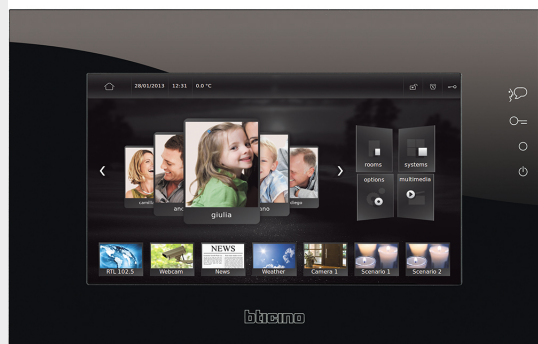 28/01/2013 12:31 0.0 °C
rooms
systems
options
multimedia
giulia
NEWS
RTL 102.5
Webcam
News
Weather
Camera 1
Scenario 1
Scenario 2
bticino